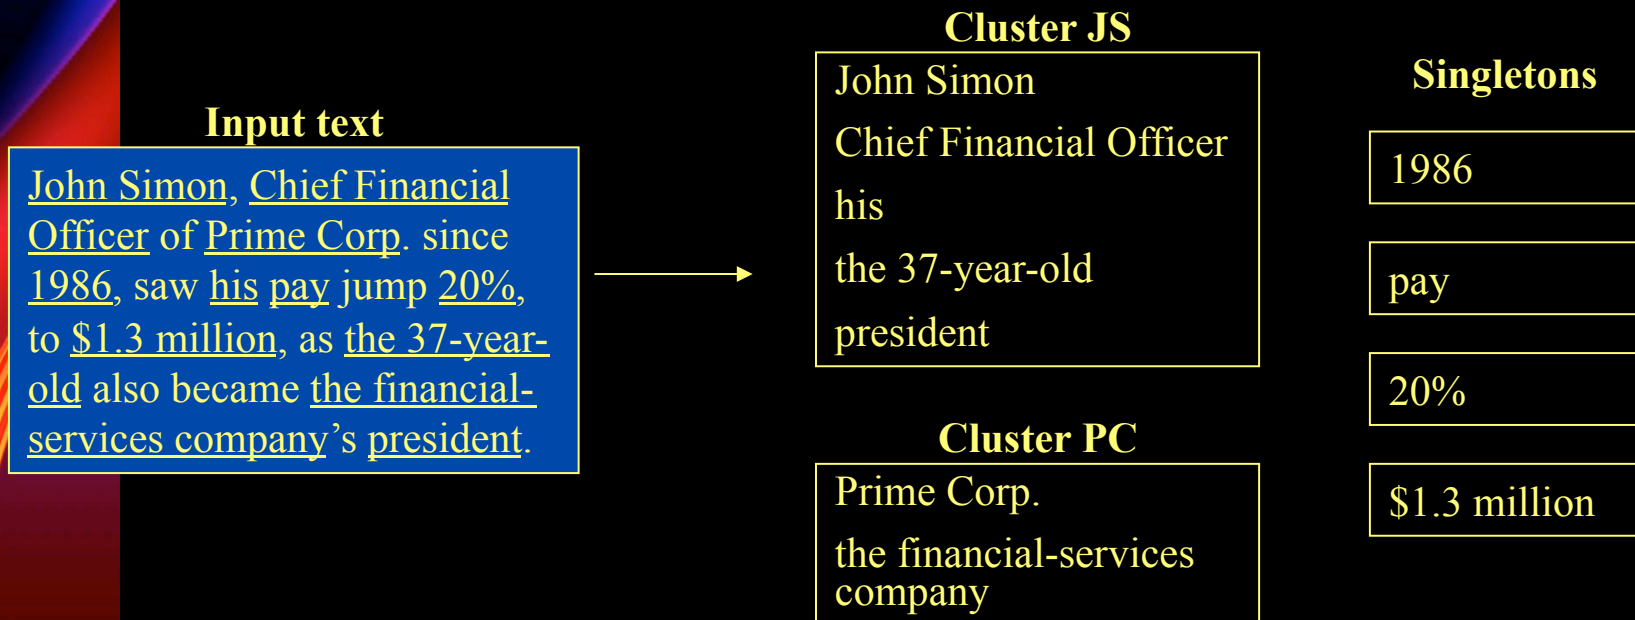 Input text
John Simon, Chief Financial
Officer of Prime Corp. since
1986, saw his pay jump 20%,
to $1.3 million, as the 37-year-
old also became the financial-
services company’s president.
Cluster JS
John Simon
Chief Financial Officer
his
the 37-year-old
president
Cluster PC
Prime Corp.
the financial-services
company
Singletons
1986
pay
20%
$1.3 million